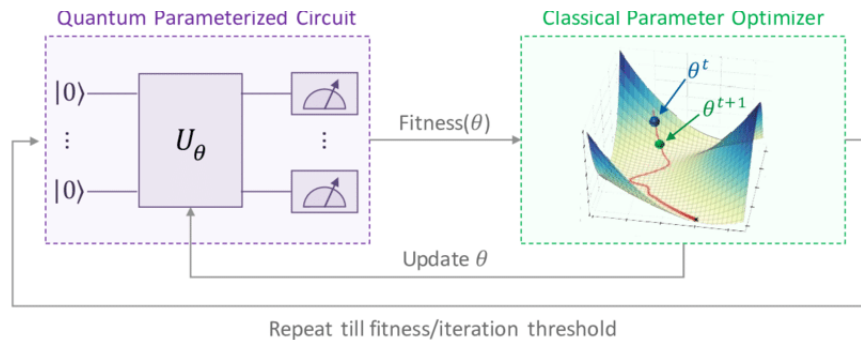 Quantum Parameterized Circuit
Classical Parameter Optimizer
|0⟩
⋮
|0⟩
U_θ
⋮
Fitness(θ)
θ^t
θ^{t+1}
Update θ
Repeat till fitness/iteration threshold